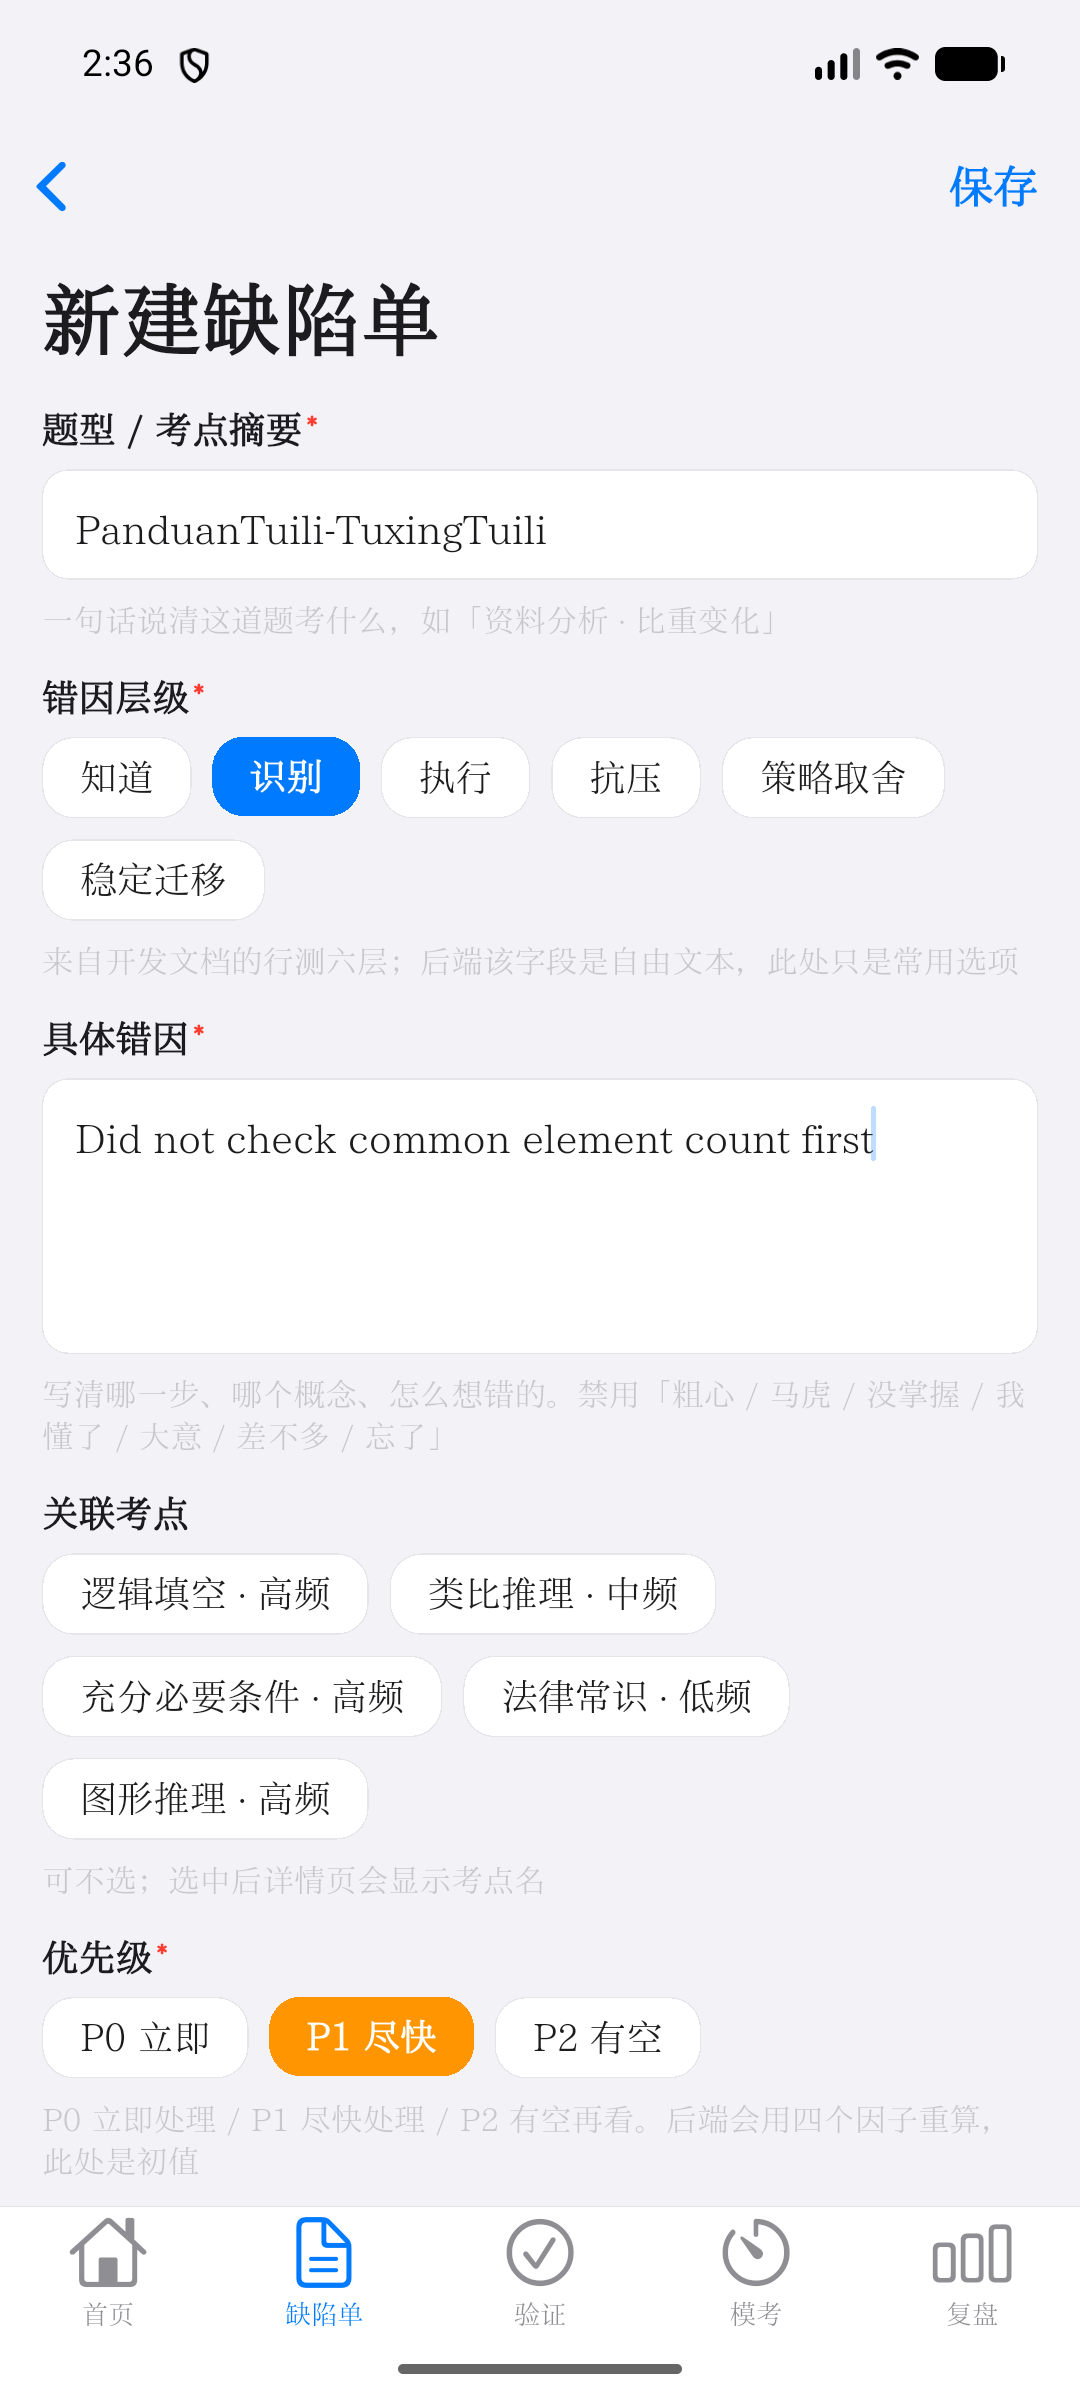 2:36
保存
新建缺陷单
题型 / 考点摘要*
PanduanTuili-TuxingTuili
一句话说清这道题考什么，如「资料分析 · 比重变化」
错因层级*
知道 识别 执行 抗压 策略取舍
稳定迁移
来自开发文档的行测六层；后端该字段是自由文本，此处只是常用选项
具体错因*
Did not check common element count first
写清哪一步、哪个概念、怎么想错的。禁用「粗心 / 马虎 / 没掌握 / 我
懂了 / 大意 / 差不多 / 忘了」
关联考点
逻辑填空 · 高频 类比推理 · 中频
充分必要条件 · 高频 法律常识 · 低频
图形推理 · 高频
可不选；选中后详情页会显示考点名
优先级*
P0 立即 P1 尽快 P2 有空
P0 立即处理 / P1 尽快处理 / P2 有空再看。后端会用四个因子重算，
此处是初值
首页 缺陷单 验证 模考 复盘